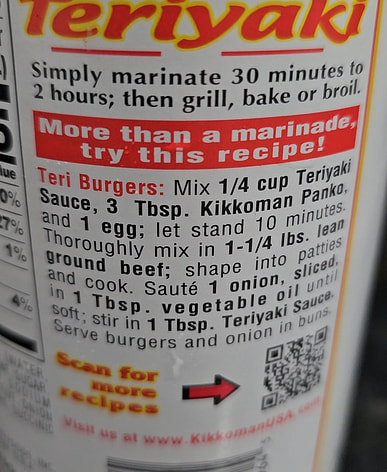 Teriyaki
Simply marinate 30 minutes to
2 hours; then grill, bake or broil.
More than a marinade,
try this recipe!
Teri Burgers: Mix 1/4 cup Teriyaki
Sauce, 3 Tbsp. Kikkoman Panko,
and 1 egg; let stand 10 minutes.
Thoroughly mix in 1-1/4 lbs. lean
ground beef; shape into patties
and cook. Sauté 1 onion, sliced,
in 1 Tbsp. vegetable oil until
soft; stir in 1 Tbsp. Teriyaki Sauce.
Serve burgers and onion in buns.
Scan for
more
recipes
Visit us at www.KikkomanUSA.com
0%
27%
1%
4%